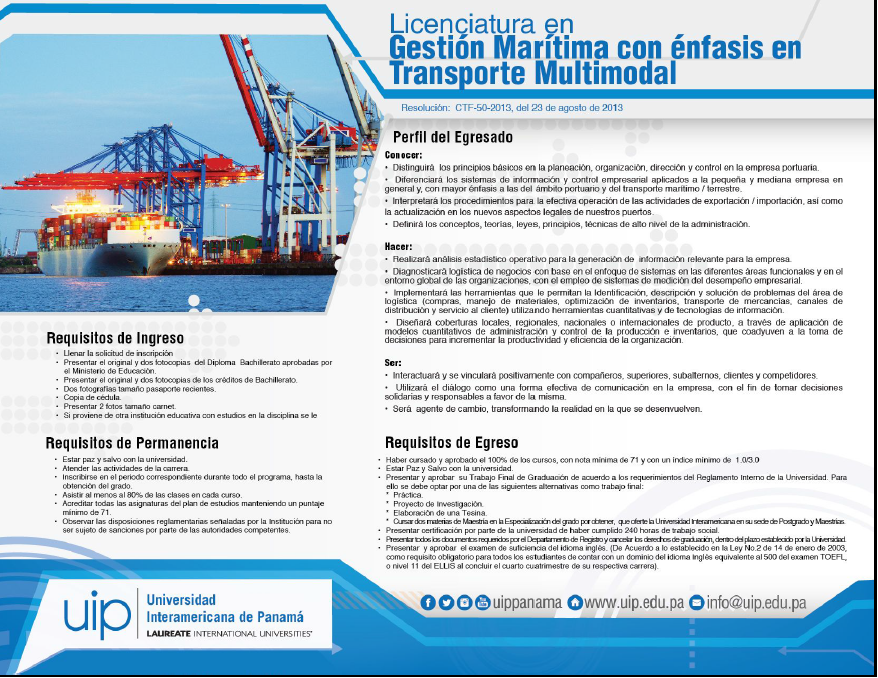 Licenciatura en
Gestión Marítima con énfasis en
Transporte Multimodal
Resolución: CTF-50-2013, del 23 de agosto de 2013
Perfil del Egresado
Conocer:
• Distinguirá los principios básicos en la planeación, organización, dirección y control en la empresa portuaria.
• Diferenciará los sistemas de información y control empresarial aplicados a la pequeña y mediana empresa en
general y, con mayor énfasis a las del ámbito portuario y del transporte marítimo / terrestre.
• Interpretará los procedimientos para la efectiva operación de las actividades de exportación / importación, así como
la actualización en los nuevos aspectos legales de nuestros puertos.
• Definirá los conceptos, teorías, leyes, principios, técnicas de alto nivel de la administración.
Hacer:
• Realizará análisis estadístico operativo para la generación de información relevante para la empresa.
• Diagnosticará logística de negocios con base en el enfoque de sistemas en las diferentes áreas funcionales y en el
entorno global de las organizaciones, con el empleo de sistemas de medición del desempeño empresarial.
• Implementará las herramientas que le permitan la Identificación, descripción y solución de problemas del área de
logística (compras, manejo de materiales, optimización de inventarios, transporte de mercancías, canales de
distribución y servicio al cliente) utilizando herramientas cuantitativas y de tecnologías de información.
• Diseñará coberturas locales, regionales, nacionales o internacionales de producto, a través de aplicación de
modelos cuantitativos de administración y control de la producción e inventarios, que coadyuven a la toma de
decisiones para incrementar la productividad y eficiencia de la organización.
Ser:
• Interactuará y se vinculará positivamente con compañeros, superiores, subalternos, clientes y competidores.
• Utilizará el diálogo como una forma efectiva de comunicación en la empresa, con el fin de tomar decisiones
solidarias y responsables a favor de la misma.
• Será agente de cambio, transformando la realidad en la que se desenvuelven.
Requisitos de Ingreso
• Llenar la solicitud de inscripción
• Presentar el original y dos fotocopias del Diploma Bachillerato aprobadas por
el Ministerio de Educación.
• Presentar el original y dos fotocopias de los créditos de Bachillerato.
• Dos fotografías tamaño pasaporte recientes.
• Copia de cédula.
• Presentar 2 fotos tamaño carnet.
• Si proviene de otra institución educativa con estudios en la disciplina se le
Requisitos de Permanencia
• Estar paz y salvo con la universidad.
• Atender las actividades de la carrera.
• Inscribirse en el periodo correspondiente durante todo el programa, hasta la
obtención del grado.
• Asistir al menos al 80% de las clases en cada curso.
• Acreditar todas las asignaturas del plan de estudios manteniendo un puntaje
mínimo de 71.
• Observar las disposiciones reglamentarias señaladas por la Institución para no
ser sujeto de sanciones por parte de las autoridades competentes.
Requisitos de Egreso
• Haber cursado y aprobado el 100% de los cursos, con nota mínima de 71 y con un índice mínimo de 1.0/3.0
• Estar Paz y Salvo con la universidad.
• Presentar y aprobar su Trabajo Final de Graduación de acuerdo a los requerimientos del Reglamento Interno de la Universidad. Para
ello se debe optar por una de las siguientes alternativas como trabajo final:
* Práctica.
* Proyecto de Investigación.
* Elaboración de una Tesina.
* Cursar dos materias de Maestría en la Especialización del grado por obtener, que oferte la Universidad Interamericana en su sede de Postgrado y Maestrías.
• Presentar certificación por parte de la universidad de haber cumplido 240 horas de trabajo social.
• Presentar todos los documentos requeridos por el Departamento de Registro y cancelar los derechos de graduación, dentro del plazo establecido por la Universidad.
• Presentar y aprobar el examen de suficiencia del idioma inglés. (De Acuerdo a lo establecido en la Ley No.2 de 14 de enero de 2003,
como requisito obligatorio para todos los estudiantes de contar con un dominio del idioma inglés equivalente al 500 del examen TOEFL,
o nivel 11 del ELLIS al concluir el cuarto cuatrimestre de su respectiva carrera).
uip
Universidad
Interamericana de Panamá
LAUREATE INTERNATIONAL UNIVERSITIES®
uippanama www.uip.edu.pa info@uip.edu.pa